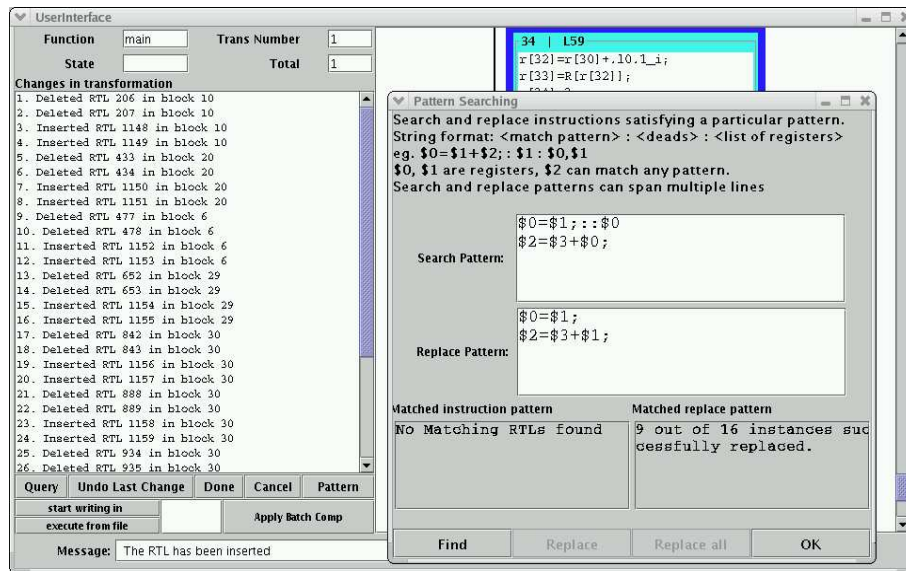 UserInterface
Function main Trans Number 1
State Total 1
Changes in transformation
1. Deleted RTL 206 in block 10
2. Deleted RTL 207 in block 10
3. Inserted RTL 1148 in block 10
4. Inserted RTL 1149 in block 10
5. Deleted RTL 433 in block 20
6. Deleted RTL 434 in block 20
7. Inserted RTL 1150 in block 20
8. Inserted RTL 1151 in block 20
9. Deleted RTL 477 in block 6
10. Deleted RTL 478 in block 6
11. Inserted RTL 1152 in block 6
12. Inserted RTL 1153 in block 6
13. Deleted RTL 652 in block 29
14. Deleted RTL 653 in block 29
15. Inserted RTL 1154 in block 29
16. Inserted RTL 1155 in block 29
17. Deleted RTL 842 in block 30
18. Deleted RTL 843 in block 30
19. Inserted RTL 1156 in block 30
20. Inserted RTL 1157 in block 30
21. Deleted RTL 888 in block 30
22. Deleted RTL 889 in block 30
23. Inserted RTL 1158 in block 30
24. Inserted RTL 1159 in block 30
25. Deleted RTL 934 in block 30
26. Deleted RTL 935 in block 30
Query Undo Last Change Done Cancel Pattern
start writing in
execute from file
Apply Batch Comp
Message: The RTL has been inserted
34 | L59
r[32]=r[30]+.10.1_i;
r[33]=R[r[32]];
Pattern Searching
Search and replace instructions satisfying a particular pattern.
String format: <match pattern> : <deads> : <list of registers>
eg. $0=$1+$2; : $1 : $0,$1
$0, $1 are registers, $2 can match any pattern.
Search and replace patterns can span multiple lines
Search Pattern:
$0=$1;::$0
$2=$3+$0;
Replace Pattern:
$0=$1;
$2=$3+$1;
Matched instruction pattern
No Matching RTLs found
Matched replace pattern
9 out of 16 instances suc
cessfully replaced.
Find Replace Replace all OK